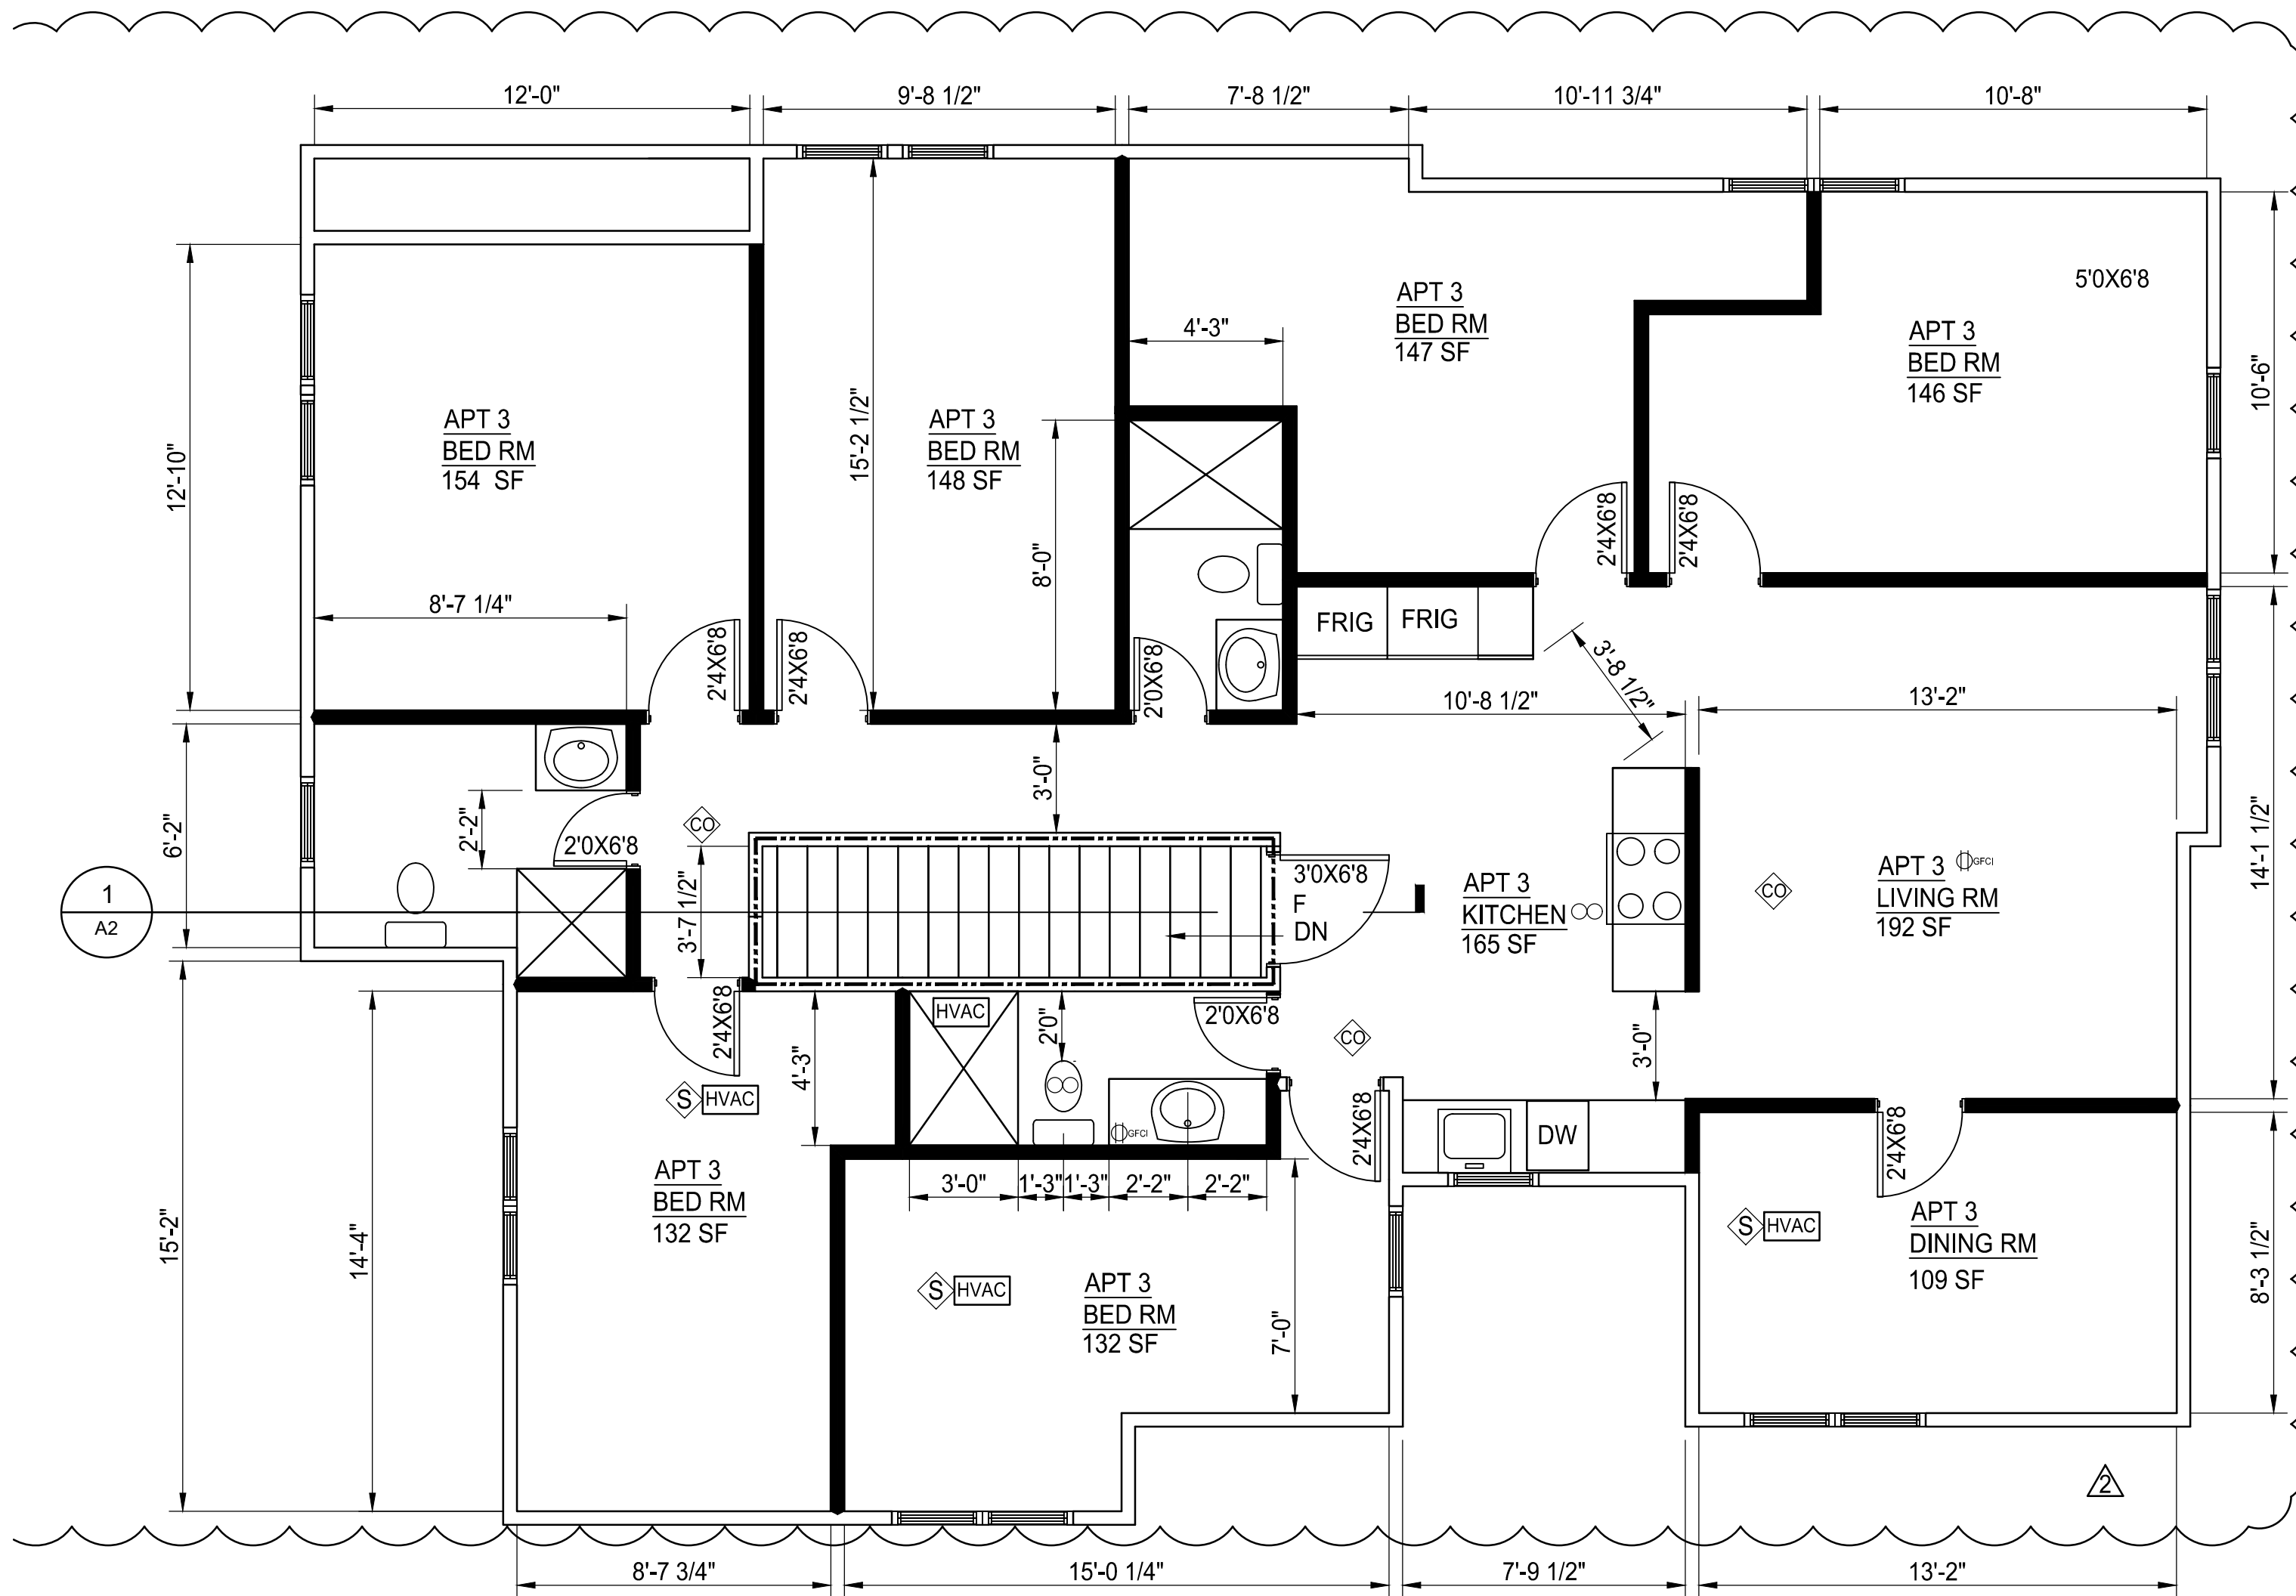 12'-0"
9'-8 1/2"
7'-8 1/2"
10'-11 3/4"
10'-8"
5'0X6'8
APT 3
BED RM
154 SF
APT 3
BED RM
148 SF
APT 3
BED RM
147 SF
APT 3
BED RM
146 SF
12'-10"
15'-2 1/2"
4'-3"
8'-0"
10'-6"
8'-7 1/4"
2'4X6'8
2'4X6'8
2'0X6'8
2'4X6'8
2'4X6'8
FRIG
FRIG
3'-8 1/2"
10'-8 1/2"
13'-2"
6'-2"
2'-2"
2'0X6'8
CO
3'-0"
3'-7 1/2"
3'0X6'8
F
DN
APT 3
KITCHEN
165 SF
CO
APT 3
GFCI
LIVING RM
192 SF
14'-1 1/2"
1
A2
2'4X6'8
HVAC
2'0"
2'0X6'8
CO
3'-0"
4'-3"
S
HVAC
GFCI
2'4X6'8
DW
2'4X6'8
15'-2"
14'-4"
APT 3
BED RM
132 SF
3'-0"
1'-3"
1'-3"
2'-2"
2'-2"
S
HVAC
APT 3
BED RM
132 SF
7'-0"
S
HVAC
APT 3
DINING RM
109 SF
8'-3 1/2"
2
8'-7 3/4"
15'-0 1/4"
7'-9 1/2"
13'-2"